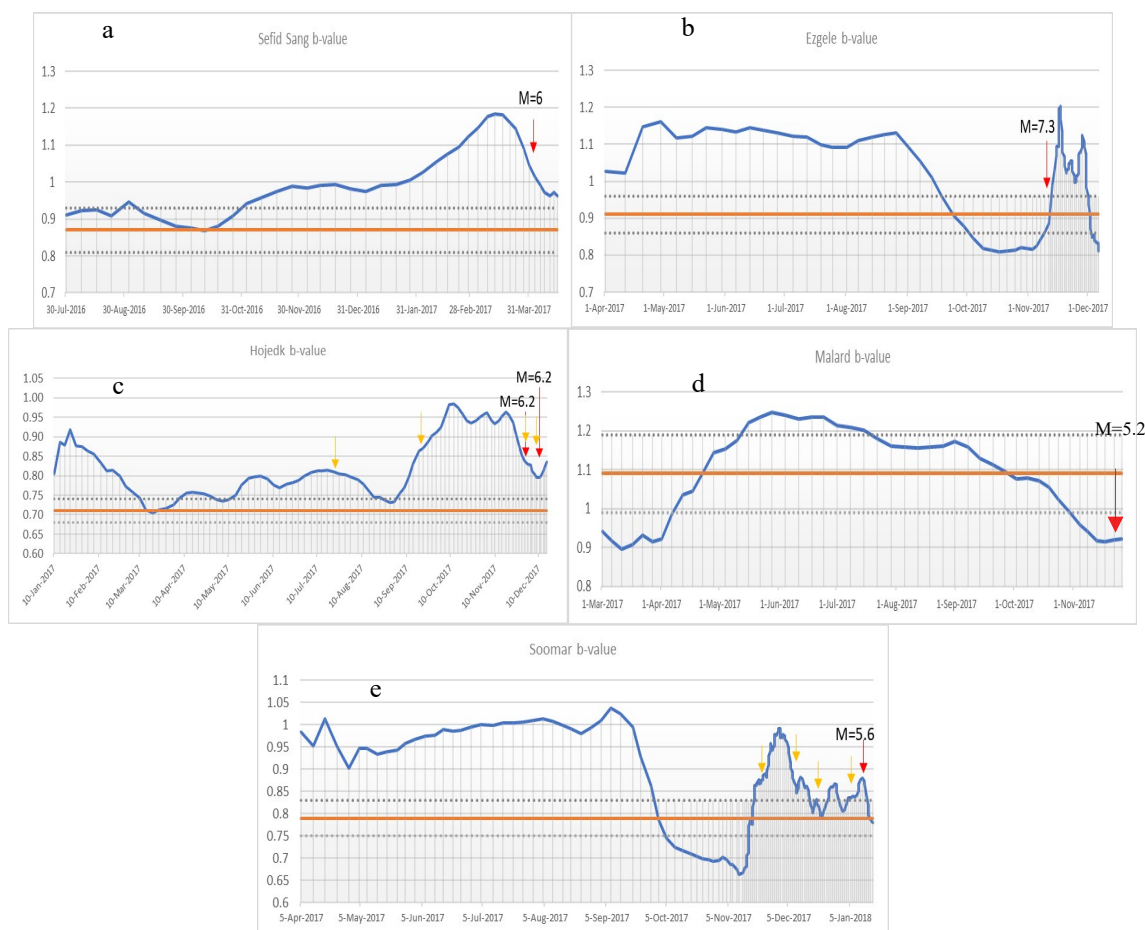 a
Sefid Sang b-value
1.3
1.2
1.1
1
0.9
0.8
0.7
M=6
30-Jul-2016 30-Aug-2016 30-Sep-2016 31-Oct-2016 30-Nov-2016 31-Dec-2016 31-Jan-2017 28-Feb-2017 31-Mar-2017
b
Ezgele b-value
1.3
1.2
1.1
1
0.9
0.8
0.7
M=7.3
1-Apr-2017 1-May-2017 1-Jun-2017 1-Jul-2017 1-Aug-2017 1-Sep-2017 1-Oct-2017 1-Nov-2017 1-Dec-2017
Hojedk b-value
c
1.05
1.00
0.95
0.90
0.85
0.80
0.75
0.70
0.65
0.60
M=6.2
M=6.2
10-Jan-2017 10-Feb-2017 10-Mar-2017 10-Apr-2017 10-May-2017 10-Jun-2017 10-Jul-2017 10-Aug-2017 10-Sep-2017 10-Oct-2017 10-Nov-2017 10-Dec-2017
Malard b-value
d
1.3
1.2
1.1
1
0.9
0.8
M=5.2
1-Mar-2017 1-Apr-2017 1-May-2017 1-Jun-2017 1-Jul-2017 1-Aug-2017 1-Sep-2017 1-Oct-2017 1-Nov-2017
Soomar b-value
e
1.1
1.05
1
0.95
0.9
0.85
0.8
0.75
0.7
0.65
0.6
M=5.6
5-Apr-2017 5-May-2017 5-Jun-2017 5-Jul-2017 5-Aug-2017 5-Sep-2017 5-Oct-2017 5-Nov-2017 5-Dec-2017 5-Jan-2018